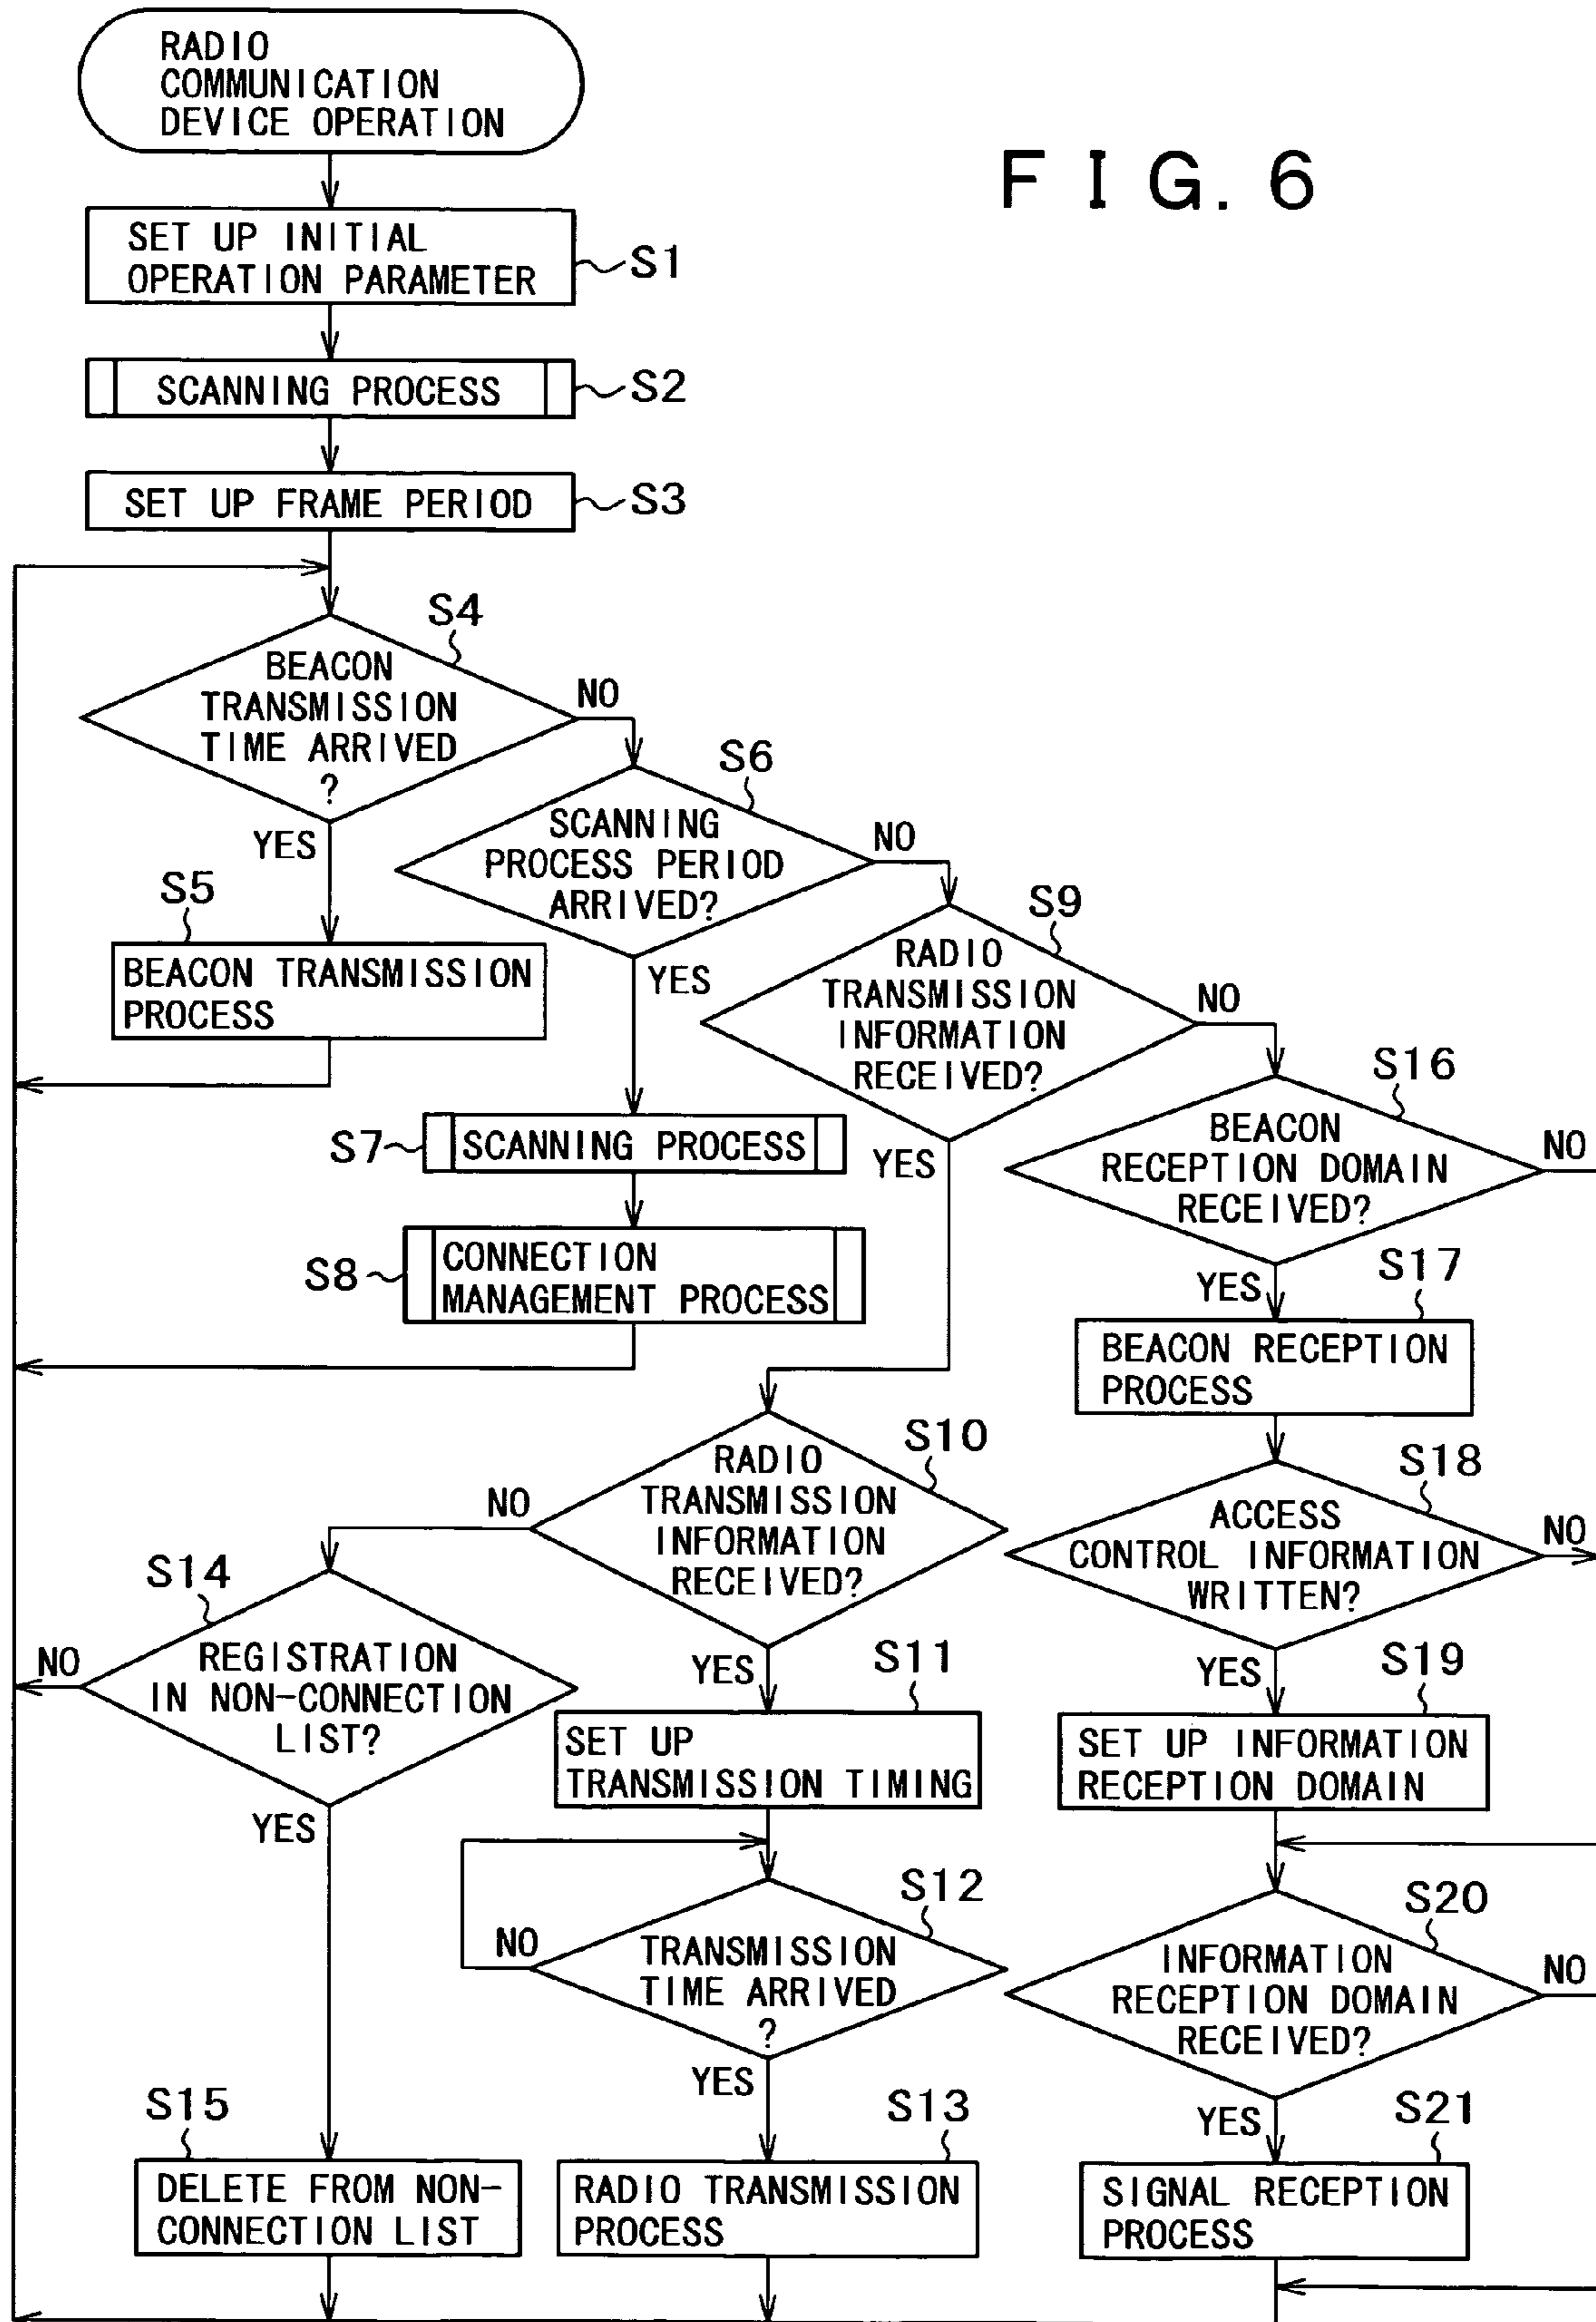 RADIO
COMMUNICATION
DEVICE OPERATION
FIG. 6
SET UP INITIAL
OPERATION PARAMETER
S1
SCANNING PROCESS
S2
SET UP FRAME PERIOD
S3
S4
BEACON
TRANSMISSION
TIME ARRIVED
?
NO
YES
S6
SCANNING
PROCESS PERIOD
ARRIVED?
NO
YES
S5
BEACON TRANSMISSION
PROCESS
S9
RADIO
TRANSMISSION
INFORMATION
RECEIVED?
NO
YES
S7
SCANNING PROCESS
S8
CONNECTION
MANAGEMENT PROCESS
S16
BEACON
RECEPTION DOMAIN
RECEIVED?
NO
YES
S17
BEACON RECEPTION
PROCESS
S10
RADIO
TRANSMISSION
INFORMATION
RECEIVED?
NO
YES
S18
ACCESS
CONTROL INFORMATION
WRITTEN?
NO
YES
S14
REGISTRATION
IN NON-CONNECTION
LIST?
NO
YES
S11
SET UP
TRANSMISSION TIMING
S19
SET UP INFORMATION
RECEPTION DOMAIN
S12
TRANSMISSION
TIME ARRIVED
?
NO
YES
S20
INFORMATION
RECEPTION DOMAIN
RECEIVED?
NO
YES
S15
DELETE FROM NON-
CONNECTION LIST
S13
RADIO TRANSMISSION
PROCESS
S21
SIGNAL RECEPTION
PROCESS